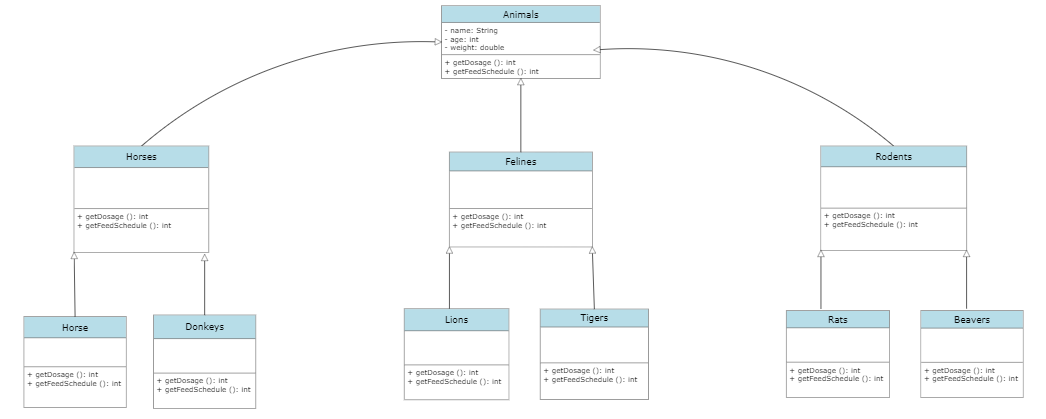 Animals
- name: String
- age: int
- weight: double
+ getDosage (): int
+ getFeedSchedule (): int
Horses
+ getDosage (): int
+ getFeedSchedule (): int
Felines
+ getDosage (): int
+ getFeedSchedule (): int
Rodents
+ getDosage (): int
+ getFeedSchedule (): int
Horse
+ getDosage (): int
+ getFeedSchedule (): int
Donkeys
+ getDosage (): int
+ getFeedSchedule (): int
Lions
+ getDosage (): int
+ getFeedSchedule (): int
Tigers
+ getDosage (): int
+ getFeedSchedule (): int
Rats
+ getDosage (): int
+ getFeedSchedule (): int
Beavers
+ getDosage (): int
+ getFeedSchedule (): int